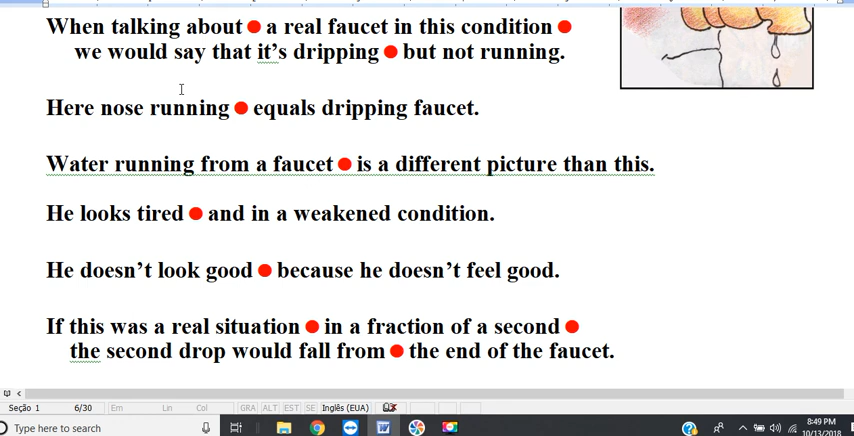 When talking about ● a real faucet in this condition ●
we would say that it's dripping ● but not running.
Here nose running ● equals dripping faucet.
Water running from a faucet ● is a different picture than this.
He looks tired ● and in a weakened condition.
He doesn't look good ● because he doesn't feel good.
If this was a real situation ● in a fraction of a second ●
the second drop would fall from ● the end of the faucet.
Seção 1 6/30 Em Lin Col GRA ALT EST SE Inglês (EUA)
Type here to search
8:49 PM
10/13/2018